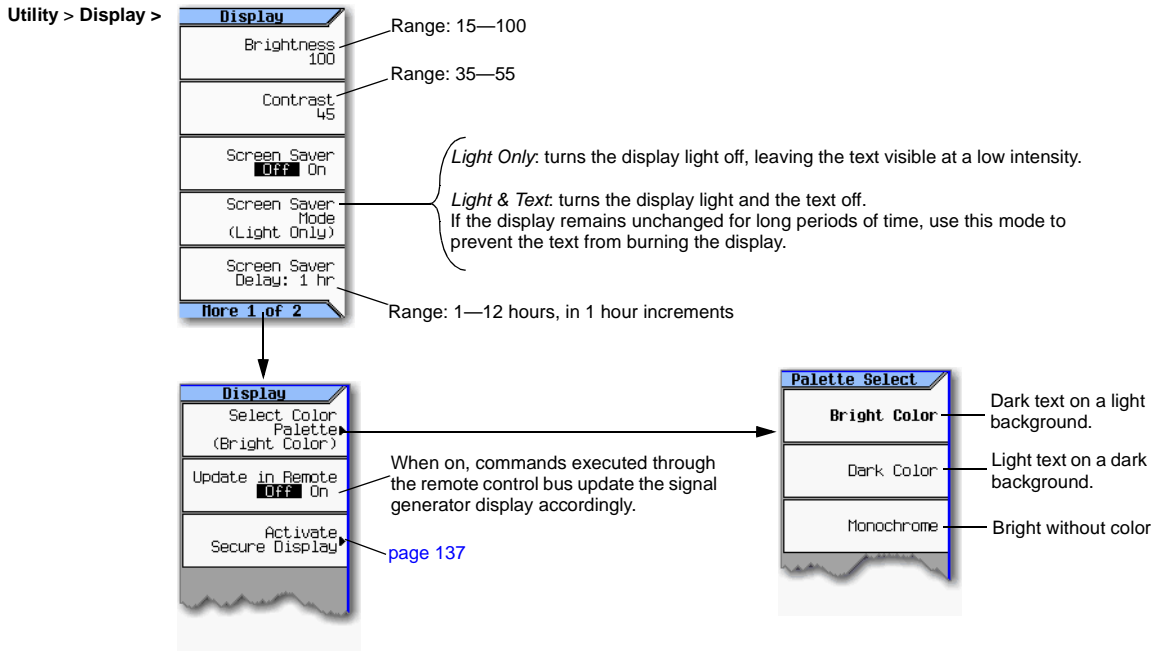 Utility > Display >
Display
Brightness
100
Range: 15—100
Contrast
45
Range: 35—55
Screen Saver
Off On
Screen Saver
Mode
(Light Only)
Light Only: turns the display light off, leaving the text visible at a low intensity.
Light & Text: turns the display light and the text off.
If the display remains unchanged for long periods of time, use this mode to
prevent the text from burning the display.
Screen Saver
Delay: 1 hr
Range: 1—12 hours, in 1 hour increments
More 1 of 2
Display
Select Color
Palette
(Bright Color)
Update in Remote
Off On
When on, commands executed through
the remote control bus update the signal
generator display accordingly.
Activate
Secure Display
page 137
Palette Select
Bright Color
Dark text on a light
background.
Dark Color
Light text on a dark
background.
Monochrome
Bright without color